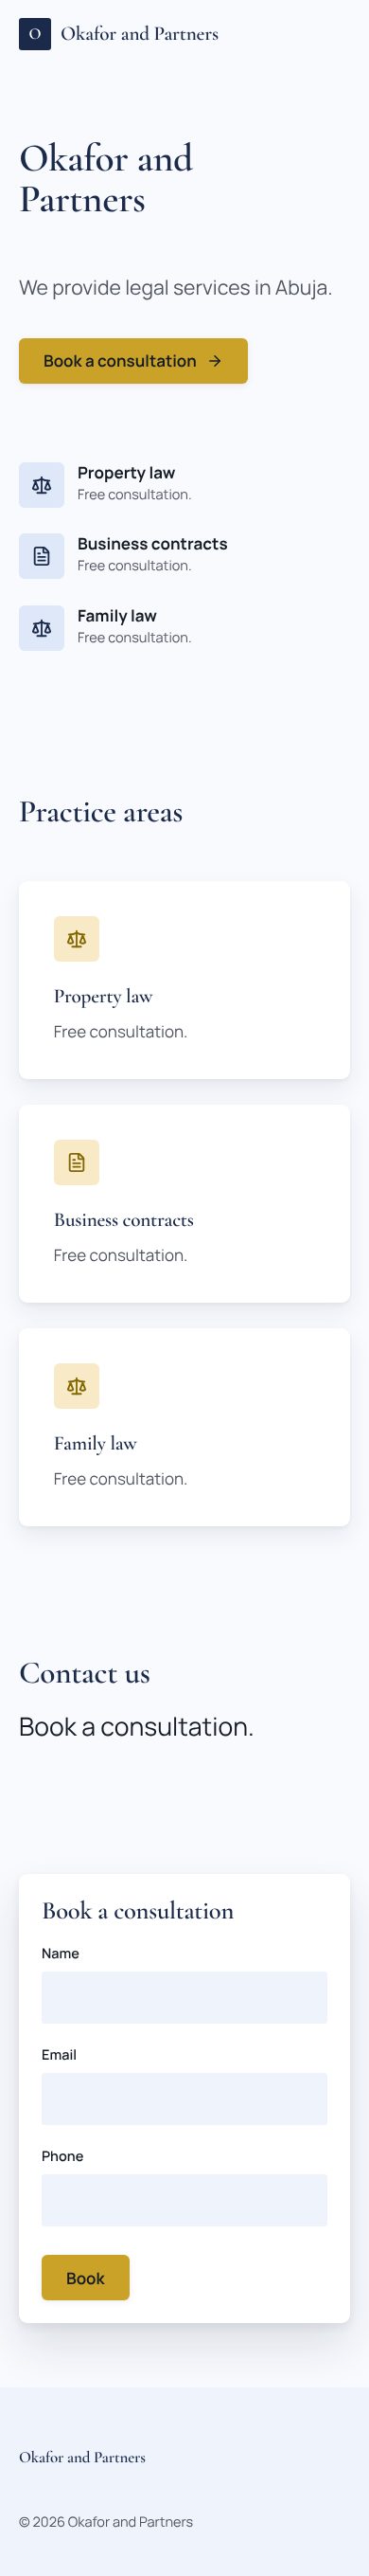 O
Okafor and Partners
Okafor and
Partners
We provide legal services in Abuja.
Book a consultation
Property law
Free consultation.
Business contracts
Free consultation.
Family law
Free consultation.
Practice areas
Property law
Free consultation.
Business contracts
Free consultation.
Family law
Free consultation.
Contact us
Book a consultation.
Book a consultation
Name
Email
Phone
Book
Okafor and Partners
© 2026 Okafor and Partners